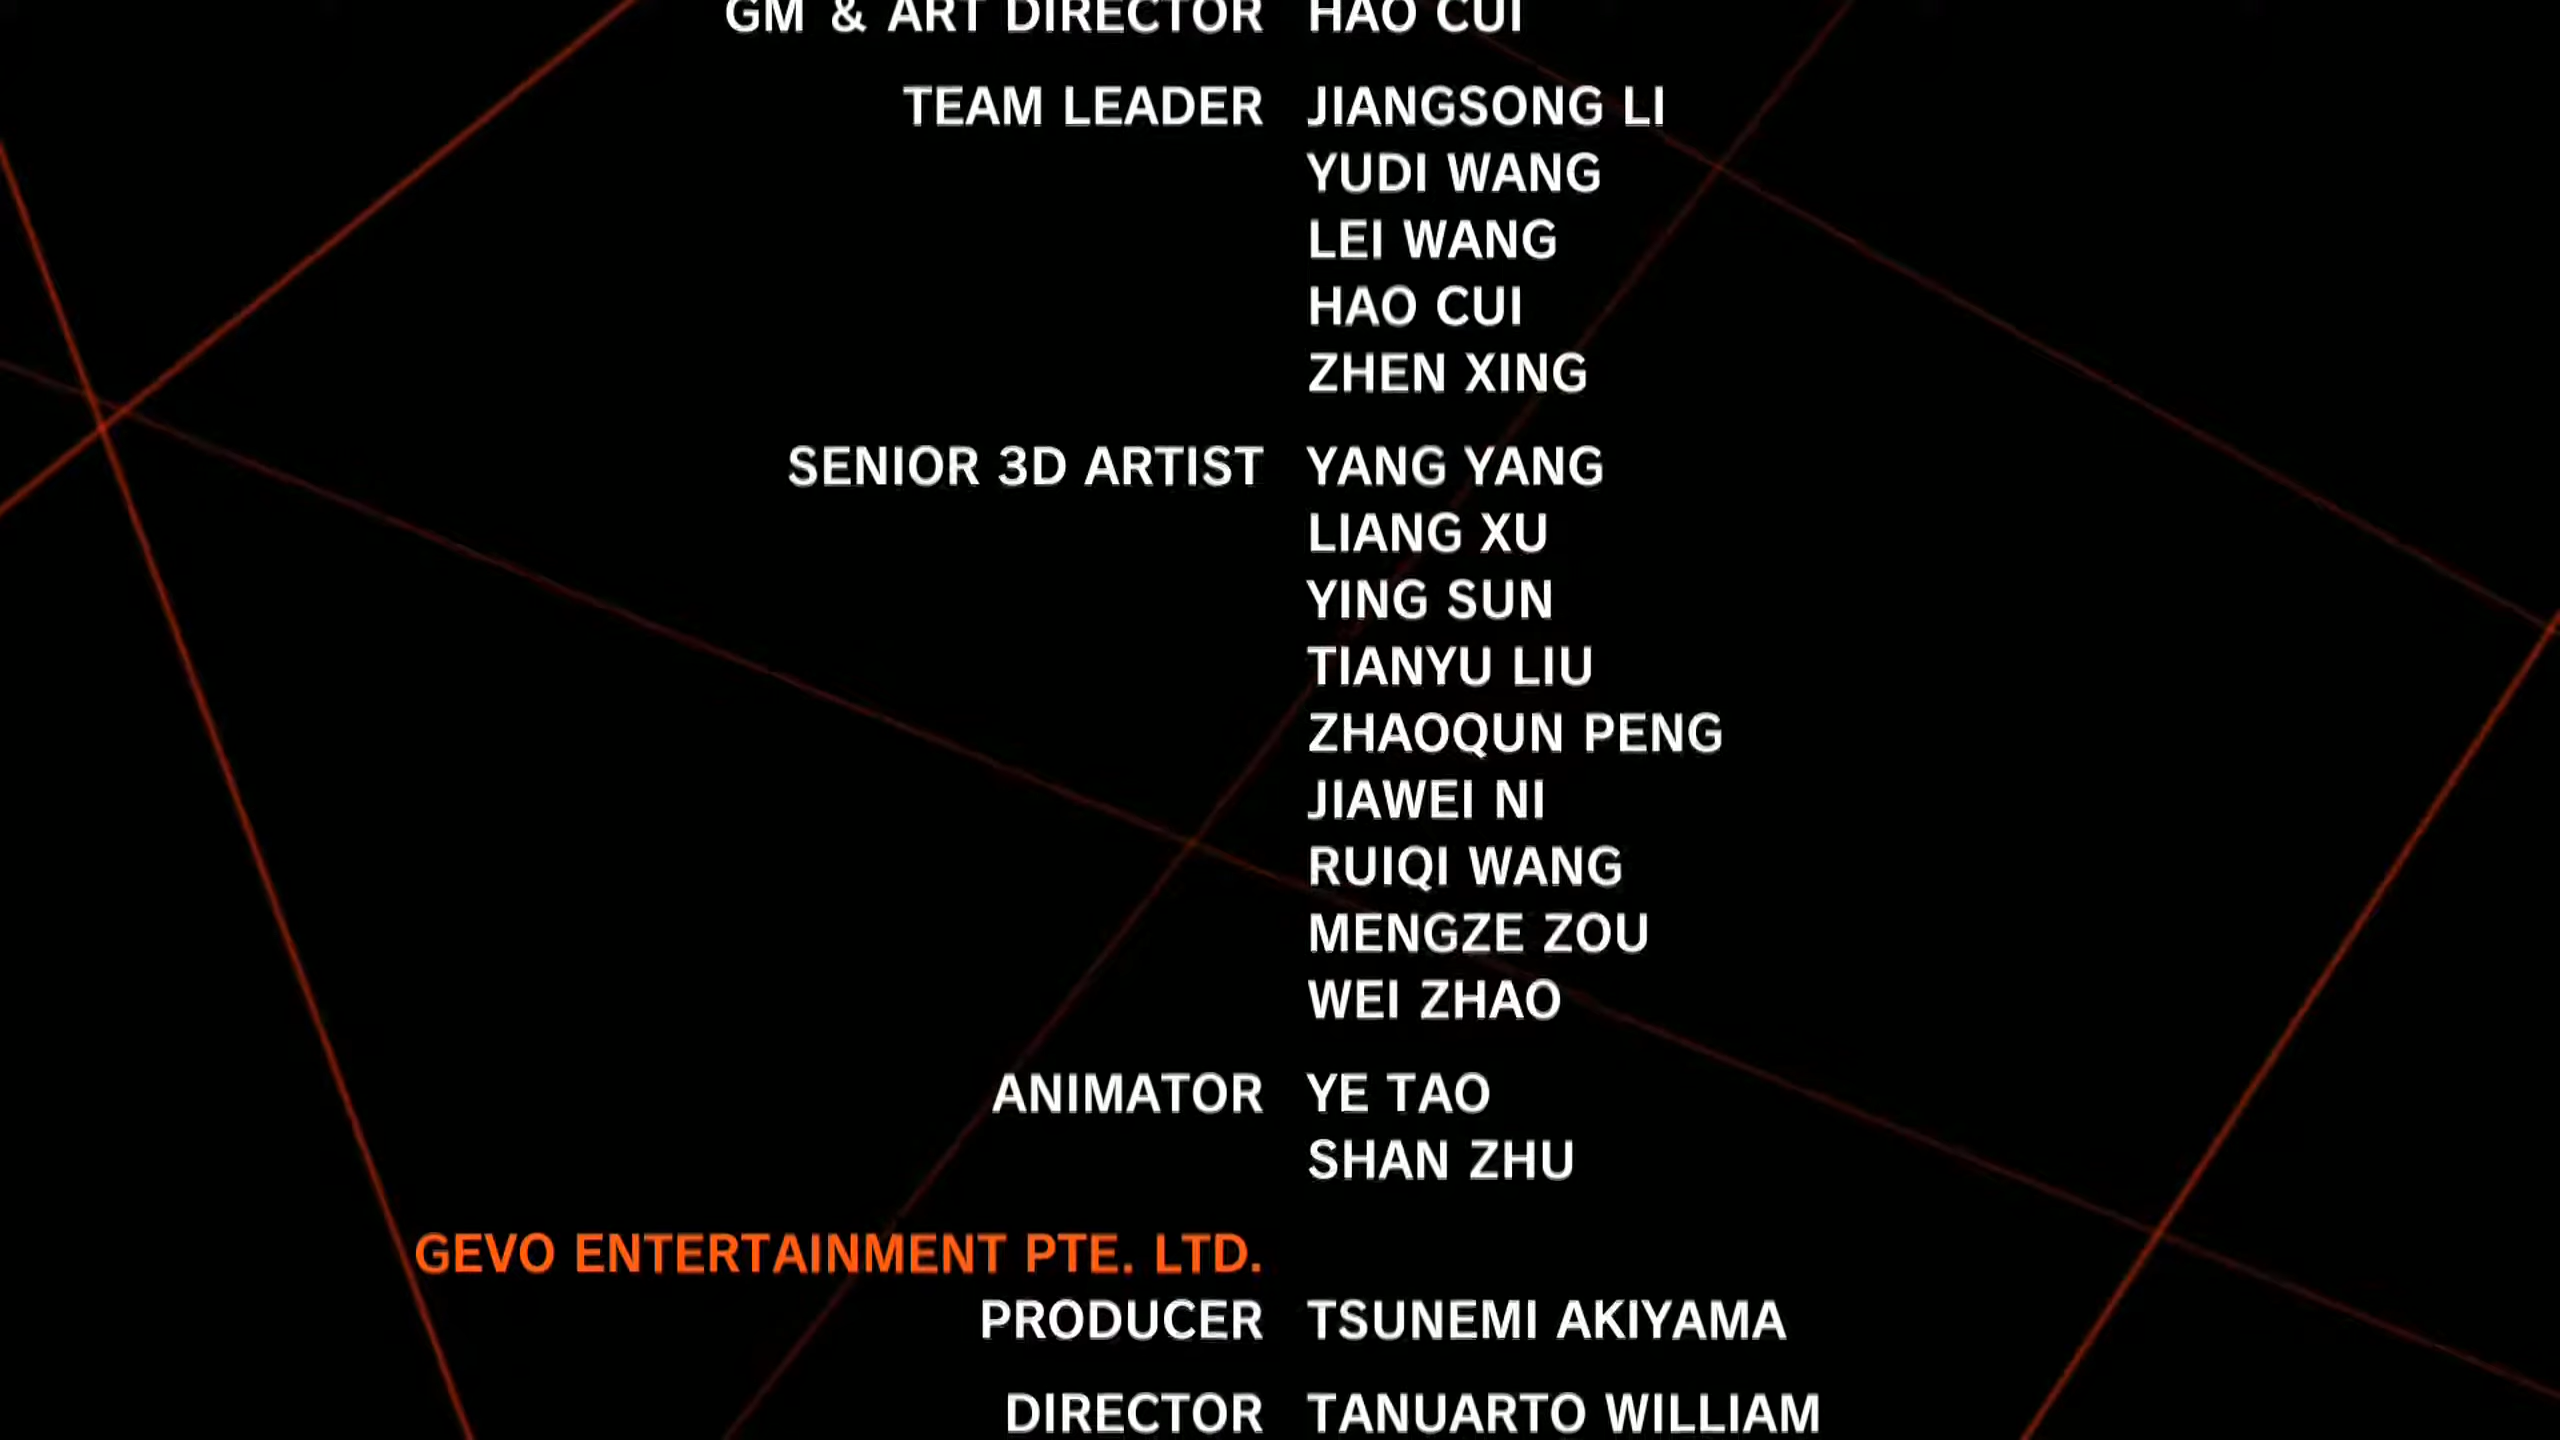 GM & ART DIRECTOR HAO CUI
TEAM LEADER JIANGSONG LI
YUDI WANG
LEI WANG
HAO CUI
ZHEN XING
SENIOR 3D ARTIST YANG YANG
LIANG XU
YING SUN
TIANYU LIU
ZHAOQUN PENG
JIAWEI NI
RUIQI WANG
MENGZE ZOU
WEI ZHAO
ANIMATOR YE TAO
SHAN ZHU
GEVO ENTERTAINMENT PTE. LTD.
PRODUCER TSUNEMI AKIYAMA
DIRECTOR TANUARTO WILLIAM